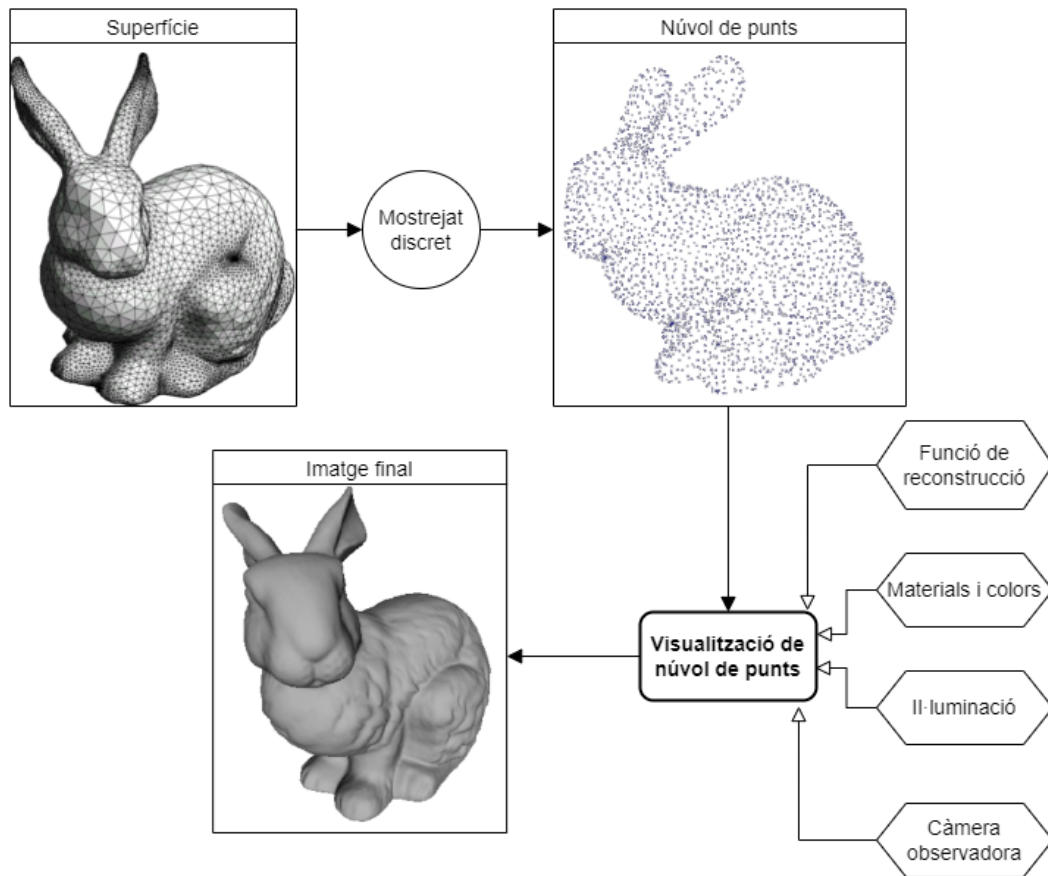 Superfície
Núvol de punts
Mostrejat
discret
Imatge final
Funció de
reconstrucció
Materials i colors
Visualització de
núvol de punts
Il·luminació
Càmera
observadora